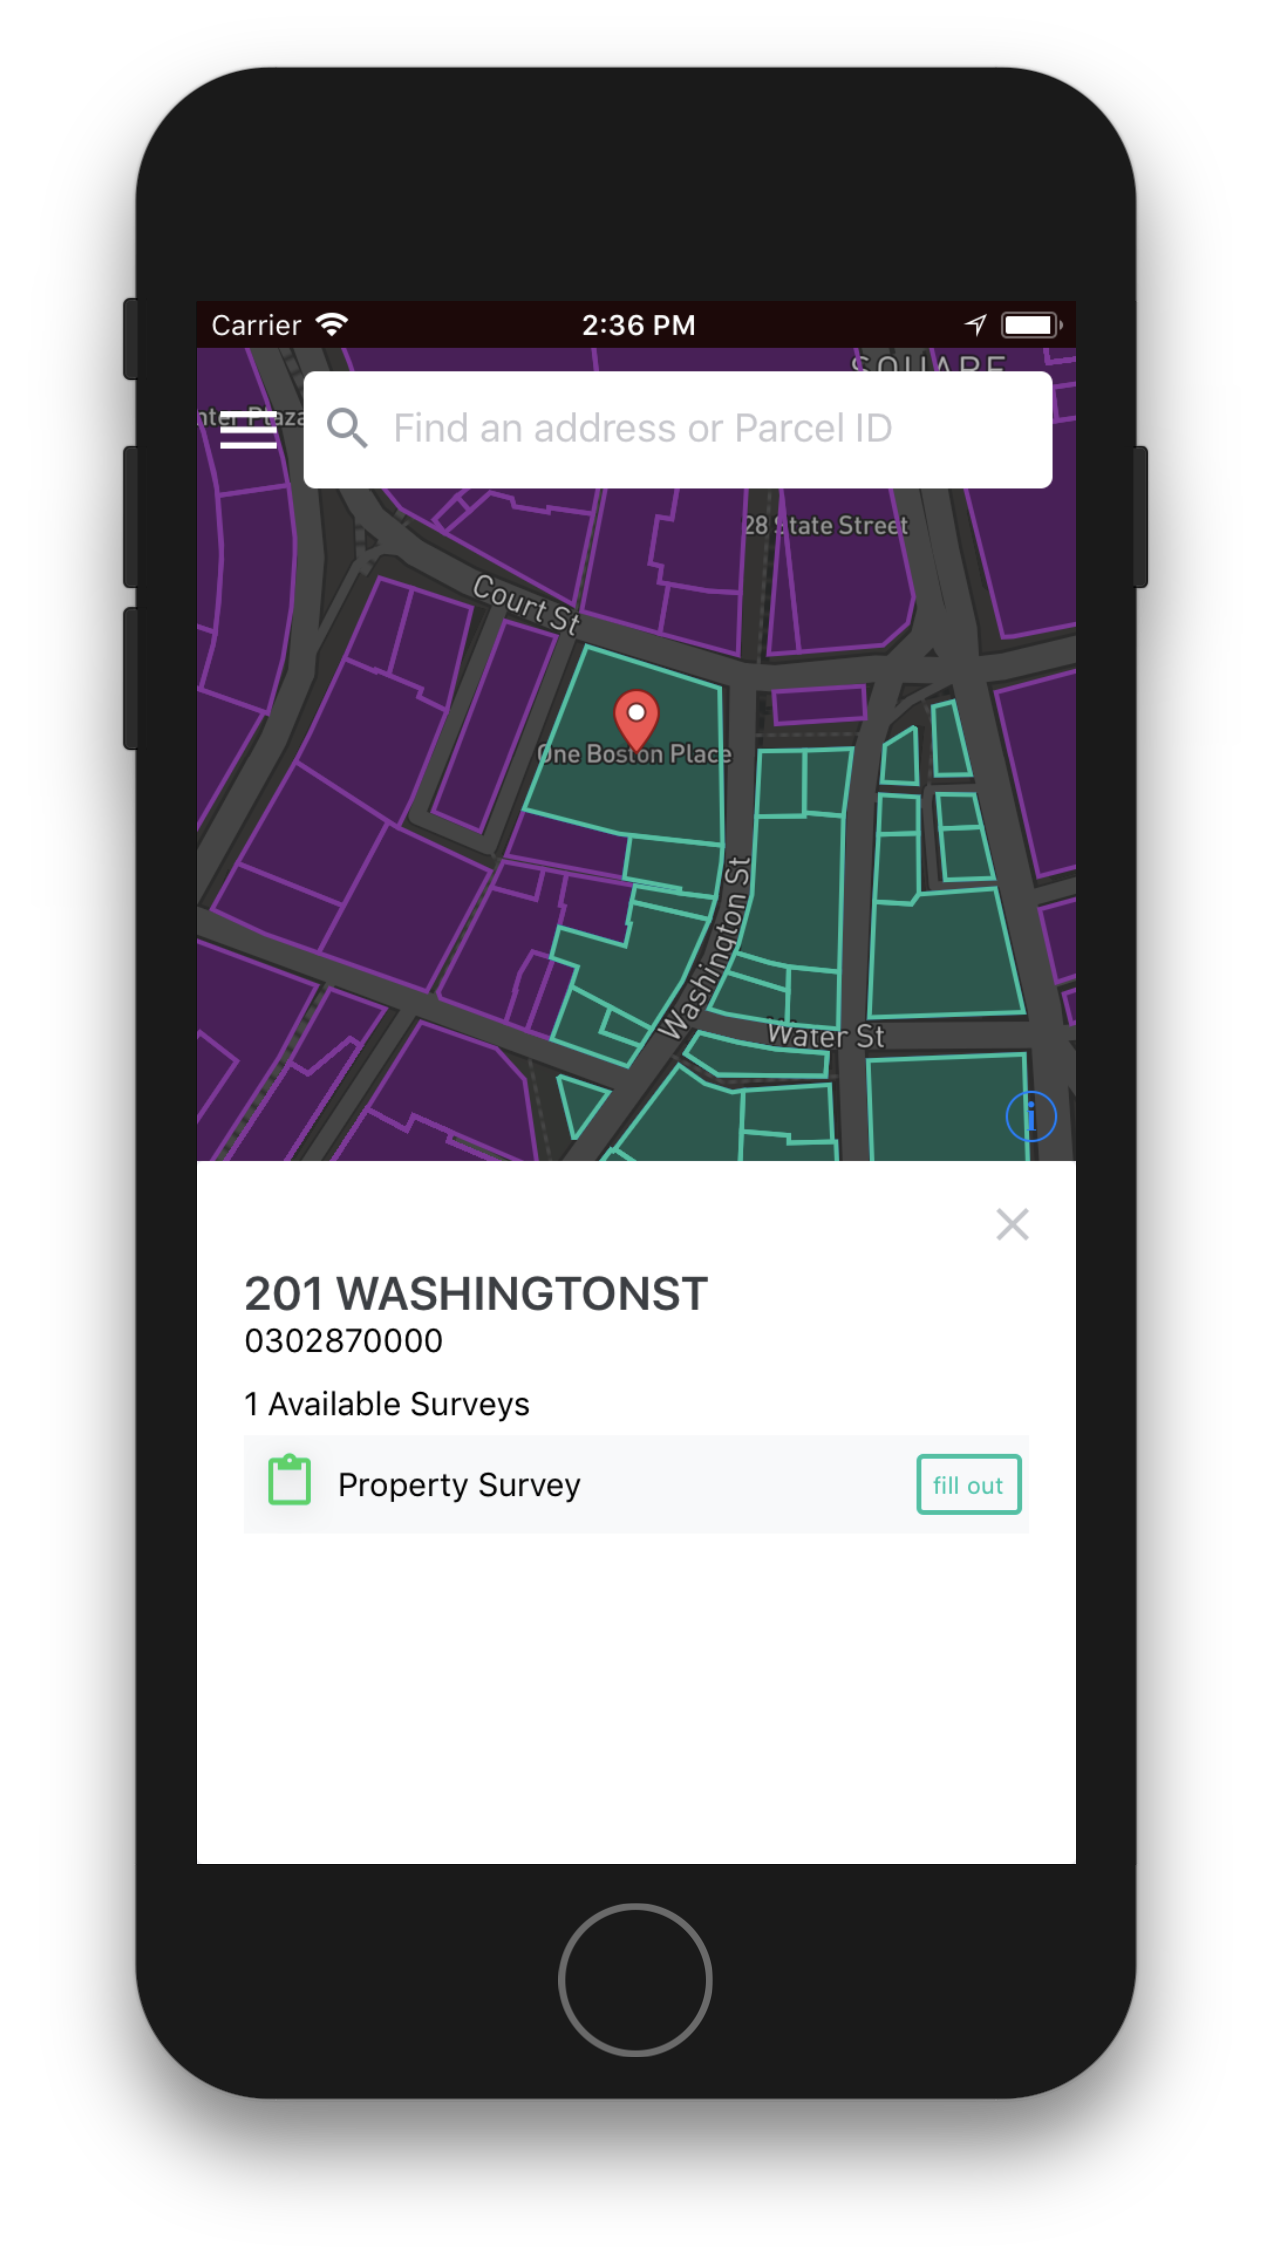 Carrier
2:36 PM
SQUARE
nter Plaza
Find an address or Parcel ID
28 State Street
Court St
One Boston Place
Washington St
Water St
201 WASHINGTONST
0302870000
1 Available Surveys
Property Survey
fill out